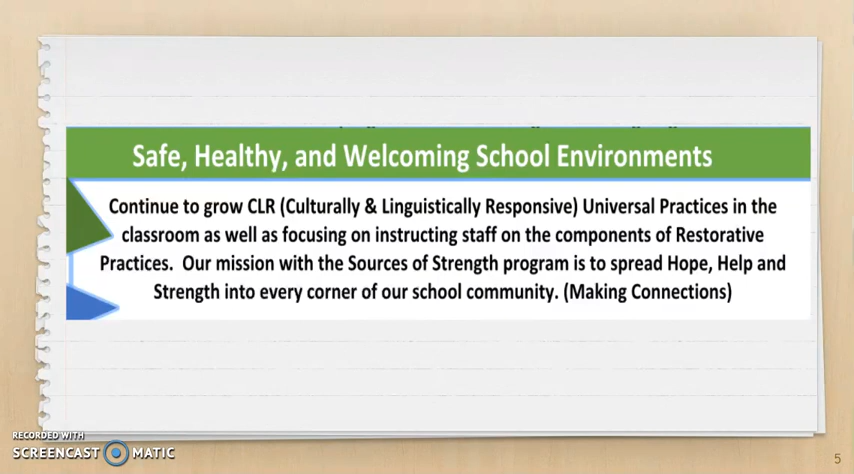 Safe, Healthy, and Welcoming School Environments
Continue to grow CLR (Culturally & Linguistically Responsive) Universal Practices in the
classroom as well as focusing on instructing staff on the components of Restorative
Practices.  Our mission with the Sources of Strength program is to spread Hope, Help and
Strength into every corner of our school community. (Making Connections)
RECORDED WITH
SCREENCAST MATIC
5